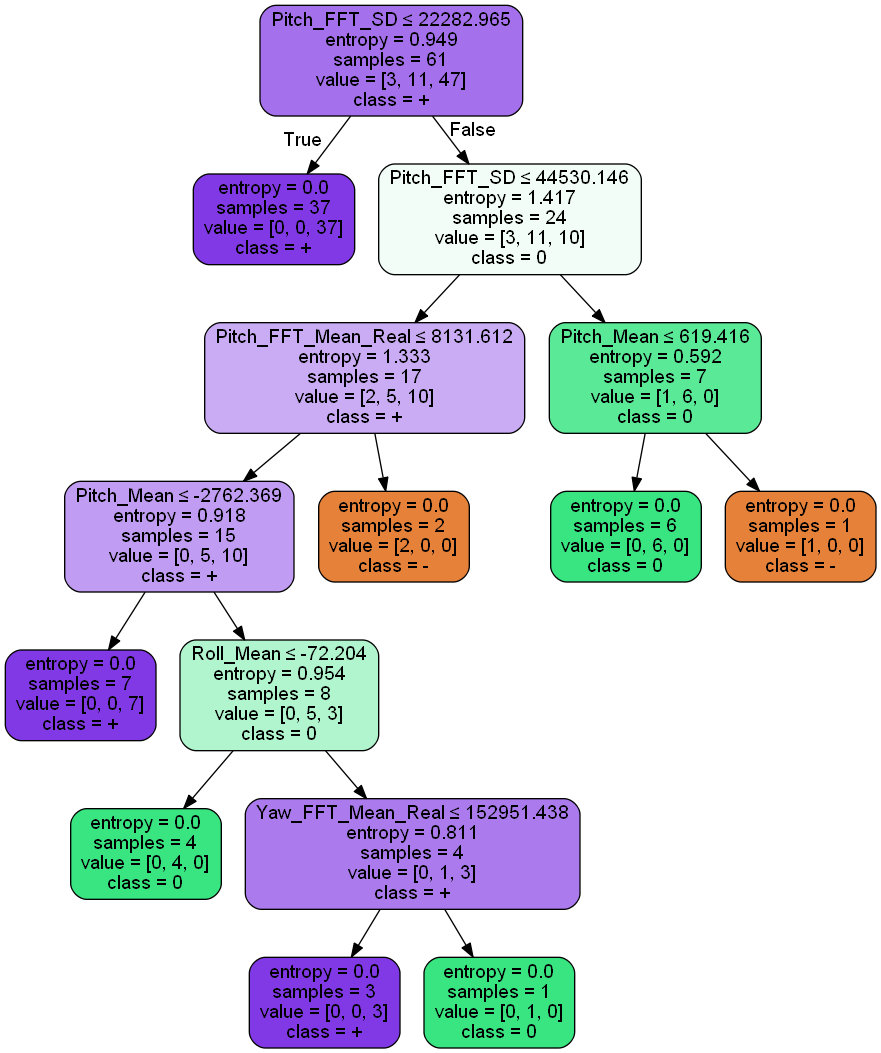 Pitch_FFT_SD ≤ 22282.965
entropy = 0.949
samples = 61
value = [3, 11, 47]
class = +
True
False
entropy = 0.0
samples = 37
value = [0, 0, 37]
class = +
Pitch_FFT_SD ≤ 44530.146
entropy = 1.417
samples = 24
value = [3, 11, 10]
class = 0
Pitch_FFT_Mean_Real ≤ 8131.612
entropy = 1.333
samples = 17
value = [2, 5, 10]
class = +
Pitch_Mean ≤ 619.416
entropy = 0.592
samples = 7
value = [1, 6, 0]
class = 0
Pitch_Mean ≤ -2762.369
entropy = 0.918
samples = 15
value = [0, 5, 10]
class = +
entropy = 0.0
samples = 2
value = [2, 0, 0]
class = -
entropy = 0.0
samples = 6
value = [0, 6, 0]
class = 0
entropy = 0.0
samples = 1
value = [1, 0, 0]
class = -
entropy = 0.0
samples = 7
value = [0, 0, 7]
class = +
Roll_Mean ≤ -72.204
entropy = 0.954
samples = 8
value = [0, 5, 3]
class = 0
entropy = 0.0
samples = 4
value = [0, 4, 0]
class = 0
Yaw_FFT_Mean_Real ≤ 152951.438
entropy = 0.811
samples = 4
value = [0, 1, 3]
class = +
entropy = 0.0
samples = 3
value = [0, 0, 3]
class = +
entropy = 0.0
samples = 1
value = [0, 1, 0]
class = 0